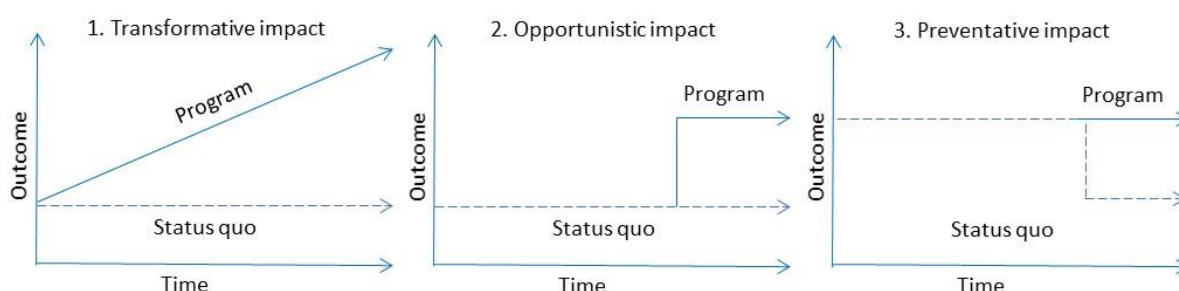 1. Transformative impact
Outcome
Program
Status quo
Time
2. Opportunistic impact
Outcome
Program
Status quo
Time
3. Preventative impact
Outcome
Program
Status quo
Time